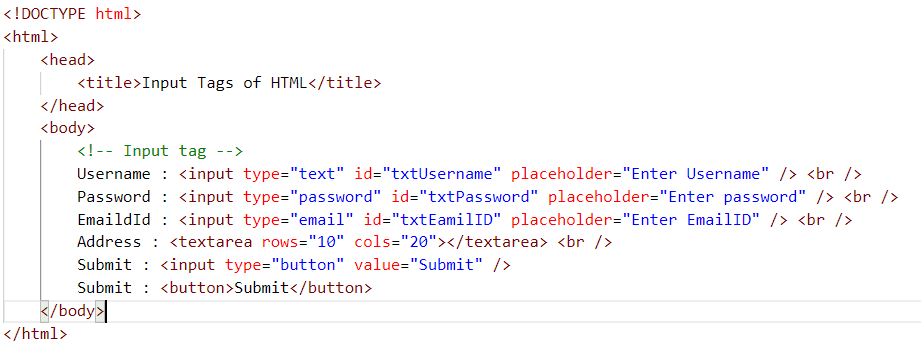 <!DOCTYPE html>
<html>
<head>
<title>Input Tags of HTML</title>
</head>
<body>
<!-- Input tag -->
Username : <input type="text" id="txtUsername" placeholder="Enter Username" /> <br />
Password : <input type="password" id="txtPassword" placeholder="Enter password" /> <br />
EmaildId : <input type="email" id="txtEamilID" placeholder="Enter EmailID" /> <br />
Address : <textarea rows="10" cols="20"></textarea> <br />
Submit : <input type="button" value="Submit" />
Submit : <button>Submit</button>
</body>
</html>